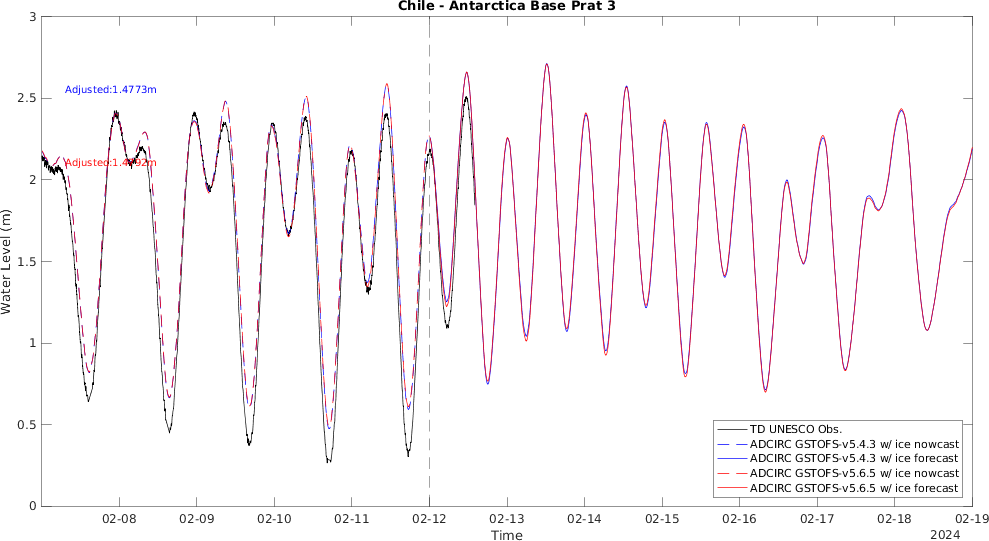 Chile - Antarctica Base Prat 3
3
2.5
2
1.5
1
0.5
0
Water Level (m)
Adjusted:1.4773m
02-08
02-09
02-10
02-11
02-12
02-13
02-14
02-15
02-16
02-17
02-18
02-19
Time
2024
TD UNESCO Obs.
ADCIRC GSTOFS-v5.4.3 w/ ice nowcast
ADCIRC GSTOFS-v5.4.3 w/ ice forecast
ADCIRC GSTOFS-v5.6.5 w/ ice nowcast
ADCIRC GSTOFS-v5.6.5 w/ ice forecast